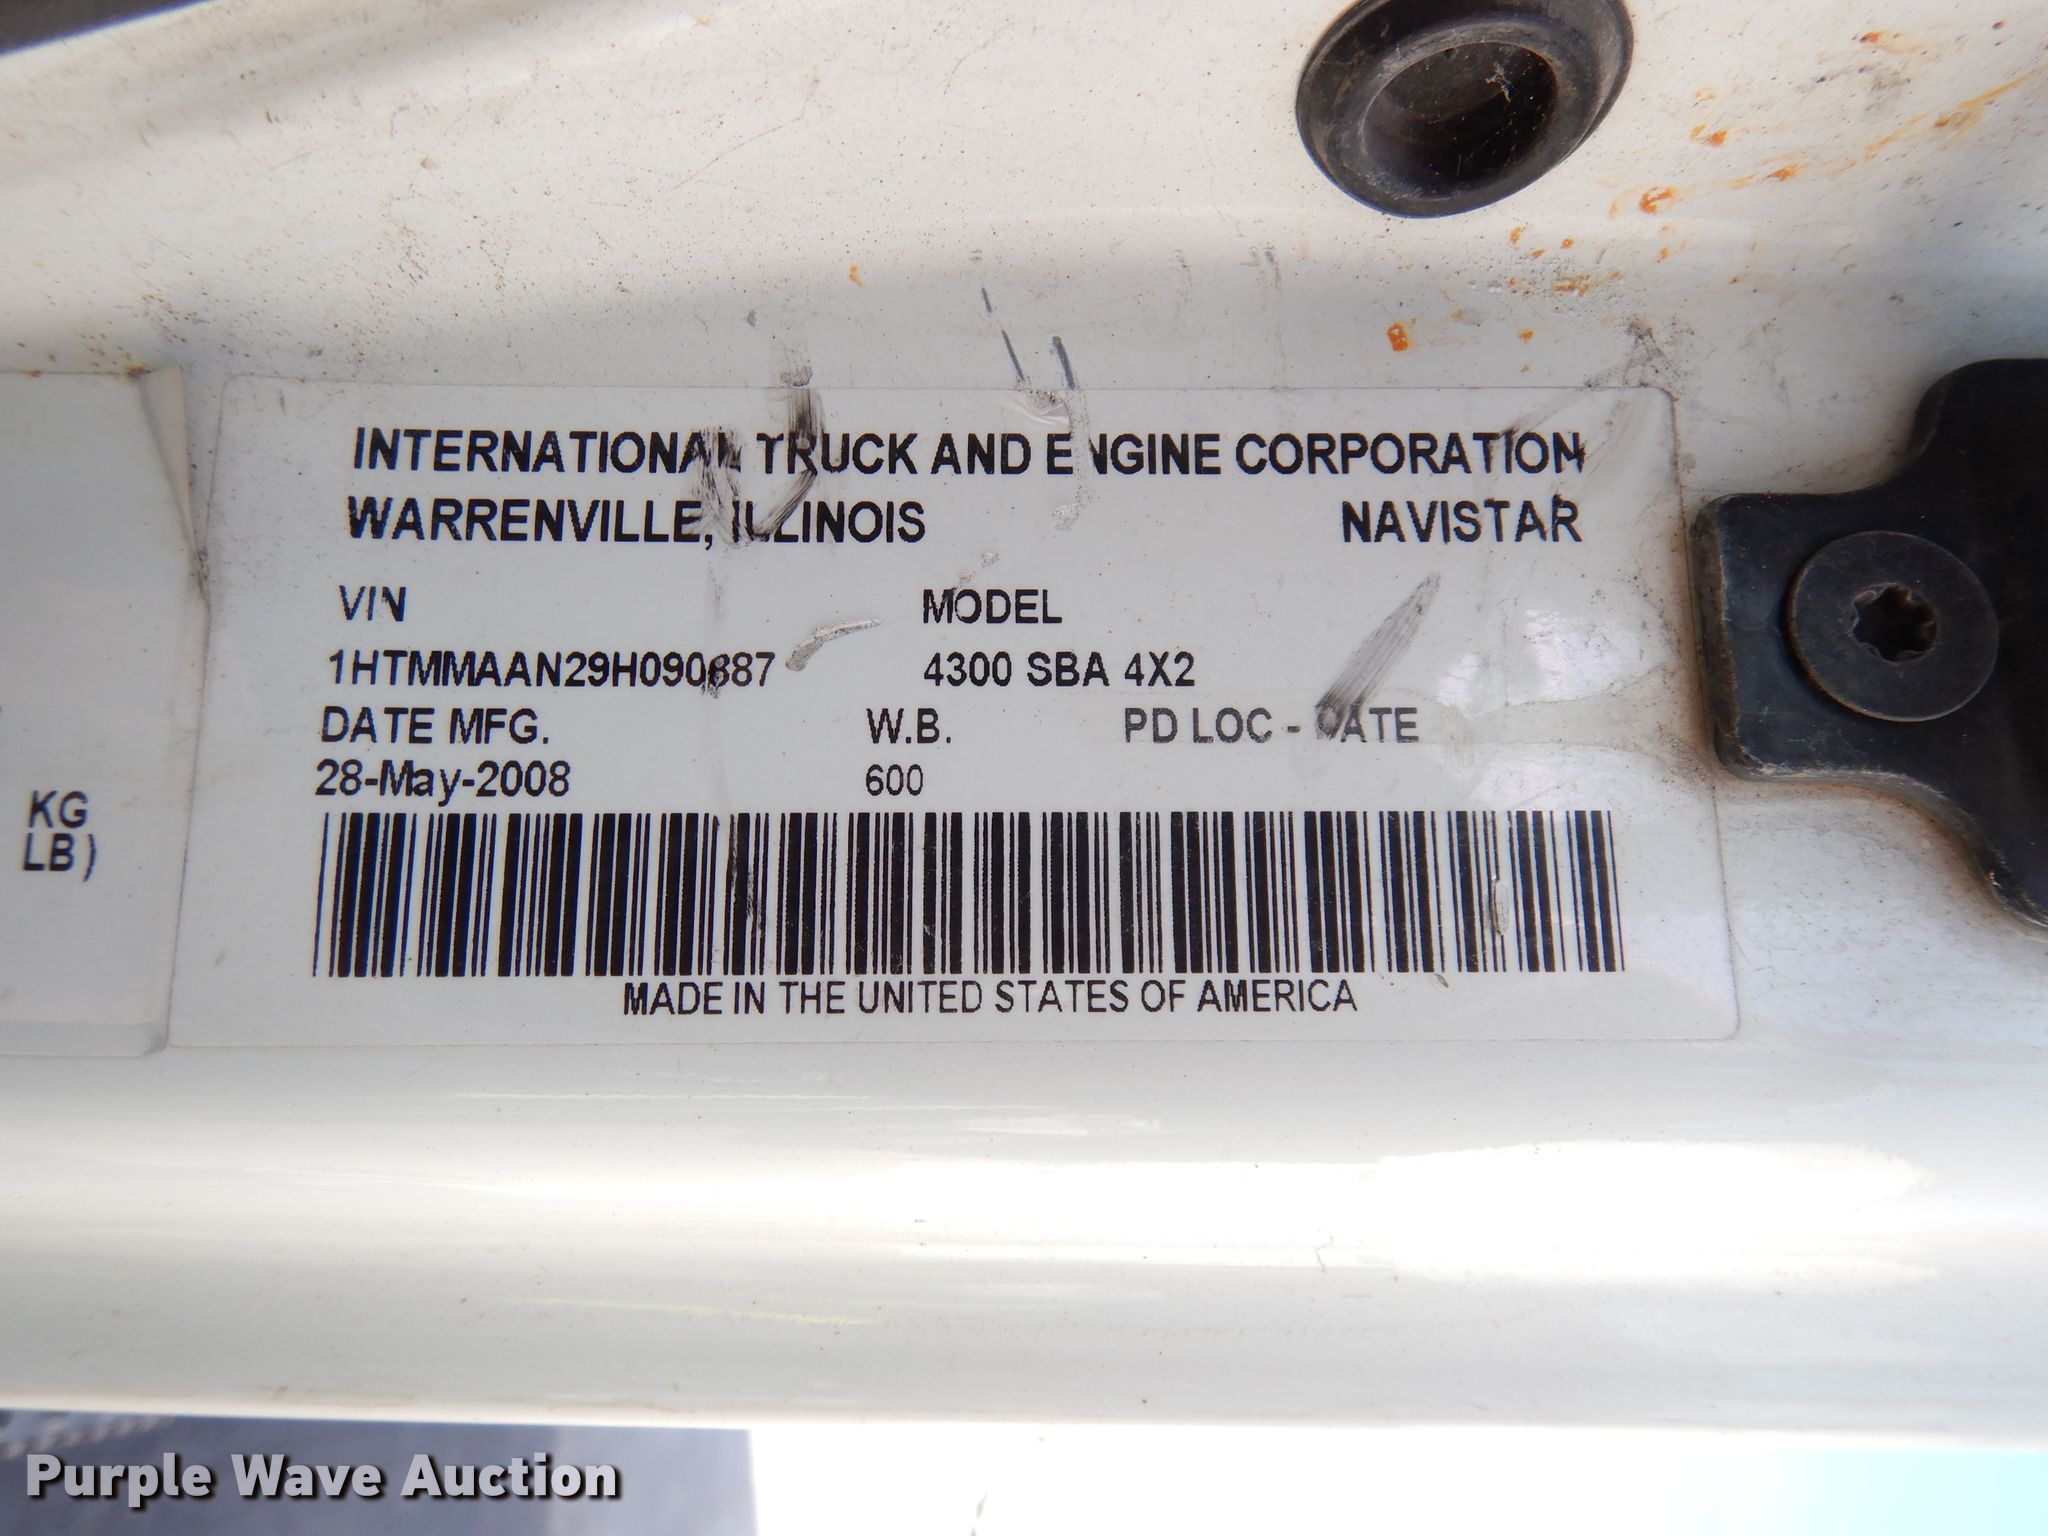 INTERNATIONAL TRUCK AND ENGINE CORPORATION
WARRENVILLE, ILLINOIS NAVISTAR
VIN MODEL
1HTMMAAN29H090887 4300 SBA 4X2
DATE MFG. W.B. PD LOC - DATE
28-May-2008 600
KG
LB)
MADE IN THE UNITED STATES OF AMERICA
Purple Wave Auction